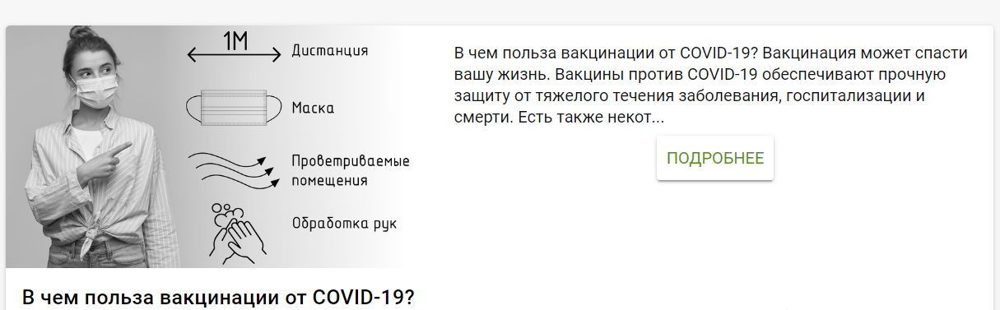 1М
Дистанция
Маска
Проветриваемые
помещения
Обработка рук
В чем польза вакцинации от COVID-19?
В чем польза вакцинации от COVID-19? Вакцинация может спасти
вашу жизнь. Вакцины против COVID-19 обеспечивают прочную
защиту от тяжелого течения заболевания, госпитализации и
смерти. Есть также некот...
ПОДРОБНЕЕ